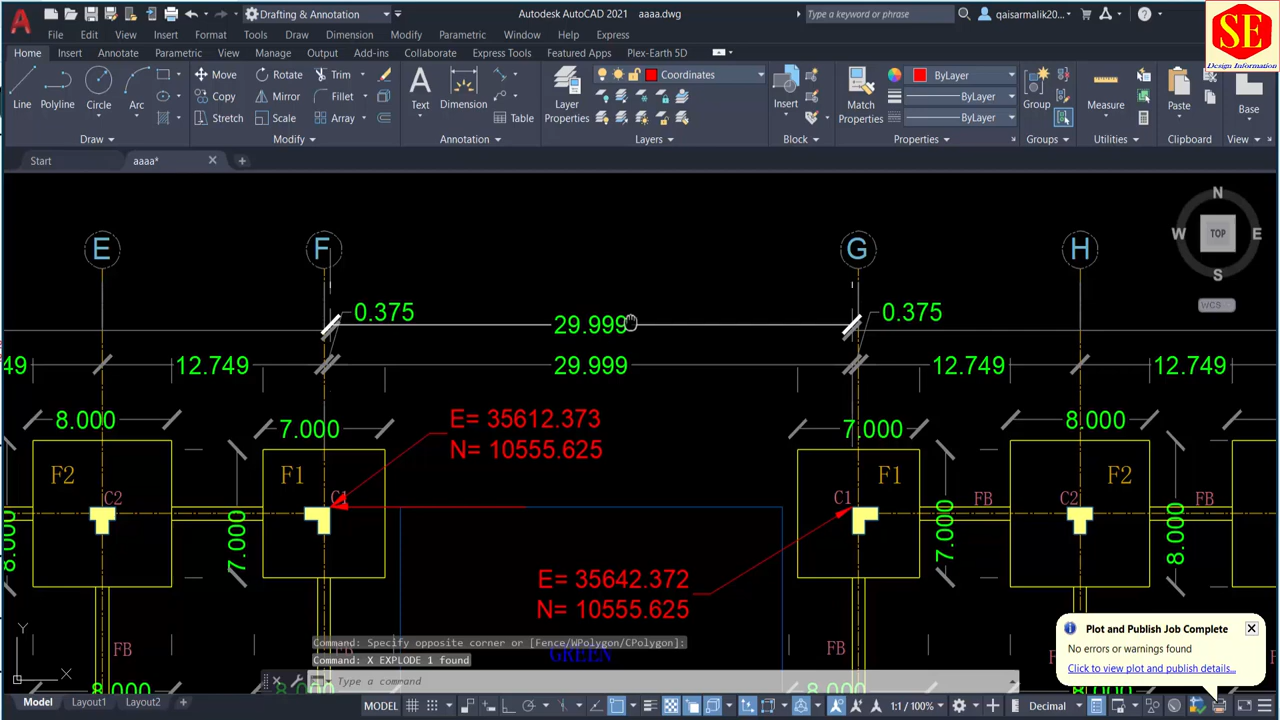 Drafting & Annotation
Autodesk AutoCAD 2021 aaaa.dwg
Type a keyword or phrase
qaisarmalik20...
SE
Design Information
File Edit View Insert Format Tools Draw Dimension Modify Parametric Window Help Express
Home Insert Annotate Parametric View Manage Output Add-ins Collaborate Express Tools Featured Apps Plex-Earth 5D
Line Polyline Circle Arc
Move Rotate Trim
Copy Mirror Fillet
Stretch Scale Array
Text Dimension Table
Layer Properties
Coordinates
Insert
Match Properties
ByLayer
ByLayer
ByLayer
Group Measure Paste Base
Draw Modify Annotation Layers Block Properties Groups Utilities Clipboard View
Start aaaa*
N
W TOP E
S
WCS
E F G H
0.375 0.375
29.999
49 12.749 29.999 12.749 12.749
8.000 7.000 7.000 8.000
E= 35612.373
N= 10555.625
F2 F1 F1 F2
C2 C1 C1 FB C2 FB
8.000 7.000 7.000 8.000
E= 35642.372
N= 10555.625
FB
GREEN
Command: Specify opposite corner or [Fence/WPolygon/CPolygon]:
Command: X EXPLODE 1 found
Type a command
Y
X
Plot and Publish Job Complete
No errors or warnings found
Click to view plot and publish details...
Model Layout1 Layout2
MODEL 1:1 / 100% Decimal